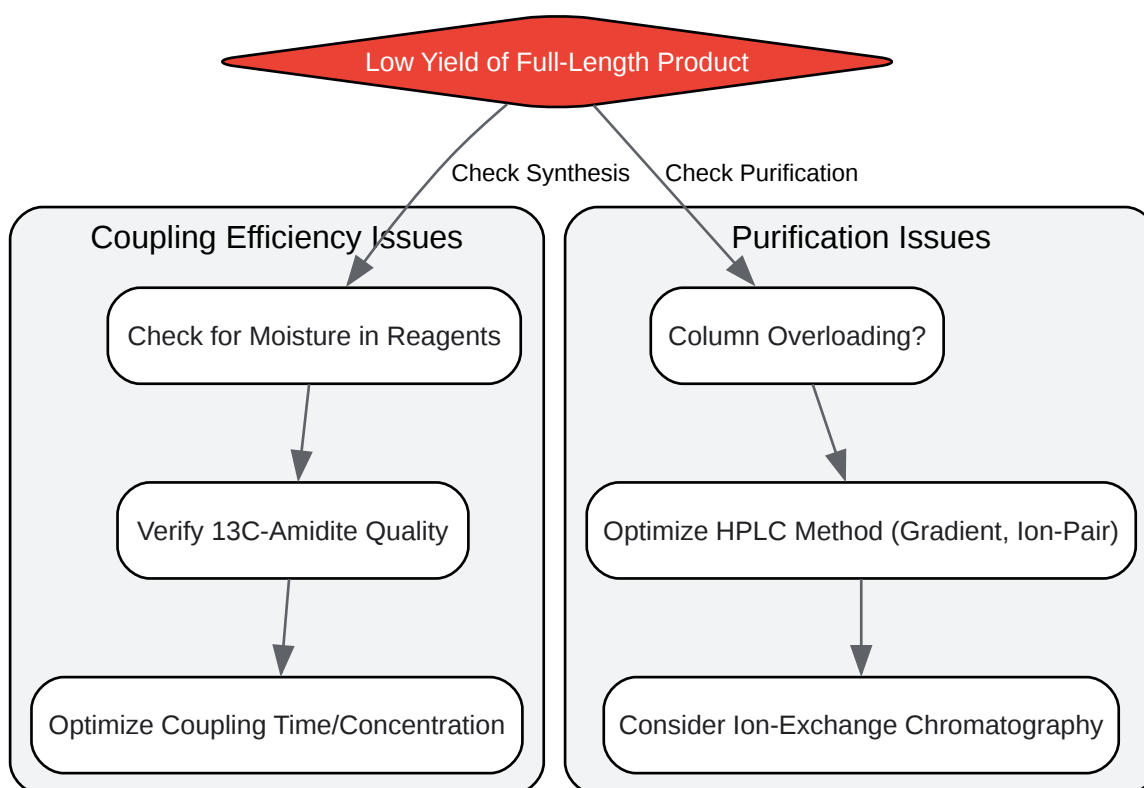 Low Yield of Full-Length Product
Check Synthesis
Check Purification
Coupling Efficiency Issues
Check for Moisture in Reagents
Verify 13C-Amidite Quality
Optimize Coupling Time/Concentration
Purification Issues
Column Overloading?
Optimize HPLC Method (Gradient, Ion-Pair)
Consider Ion-Exchange Chromatography